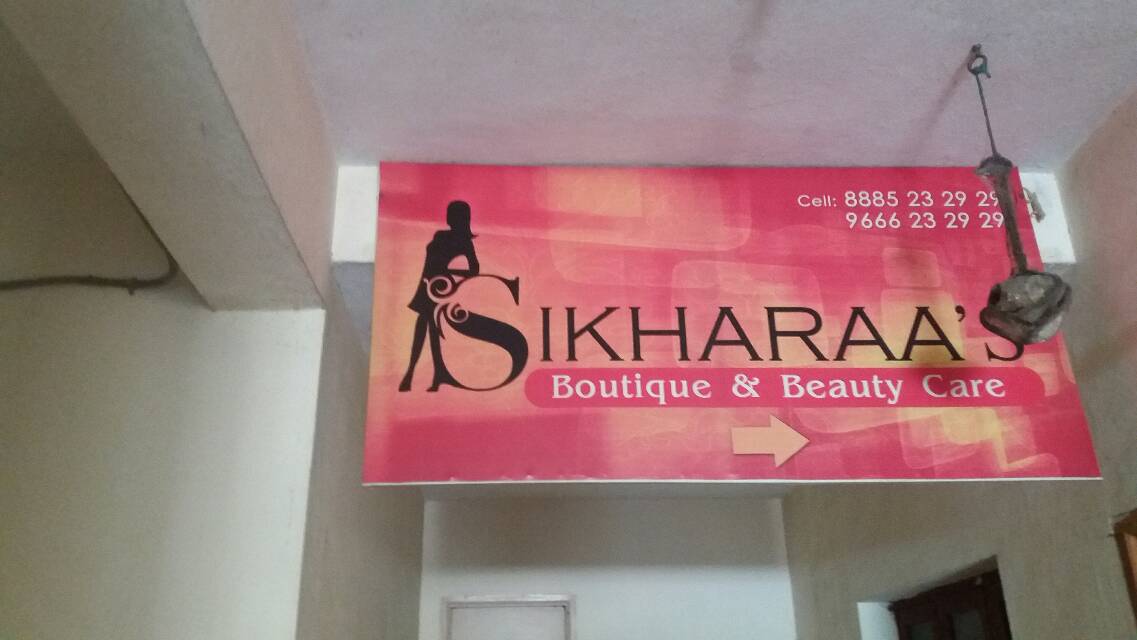 Cell: 8885 23 29 29
9666 23 29 29
SIKHARAA'S
Boutique & Beauty Care